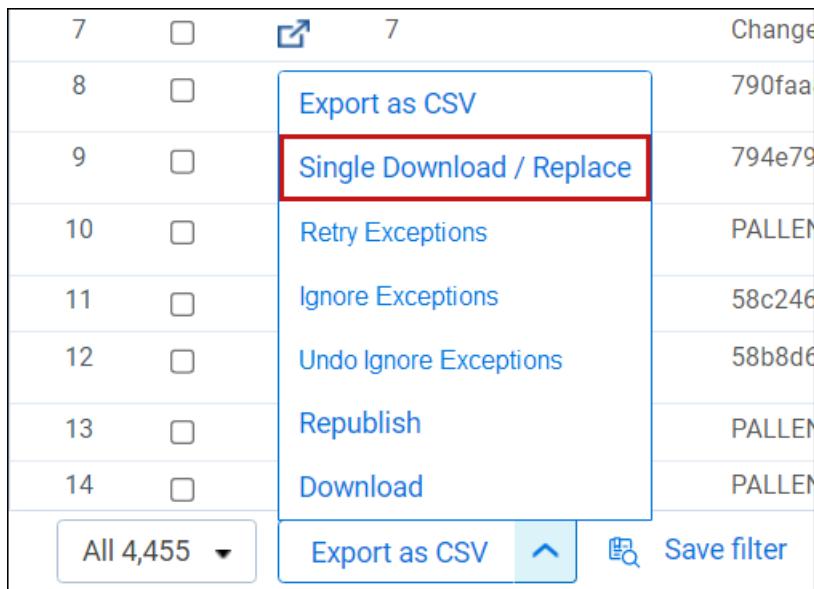 7 7 Change
8 790faa
Export as CSV
9 794e79
Single Download / Replace
10 PALLEN
Retry Exceptions
11 58c246
Ignore Exceptions
12 58b8d6
Undo Ignore Exceptions
13 PALLEN
Republish
14 PALLEN
Download
All 4,455 Export as CSV Save filter